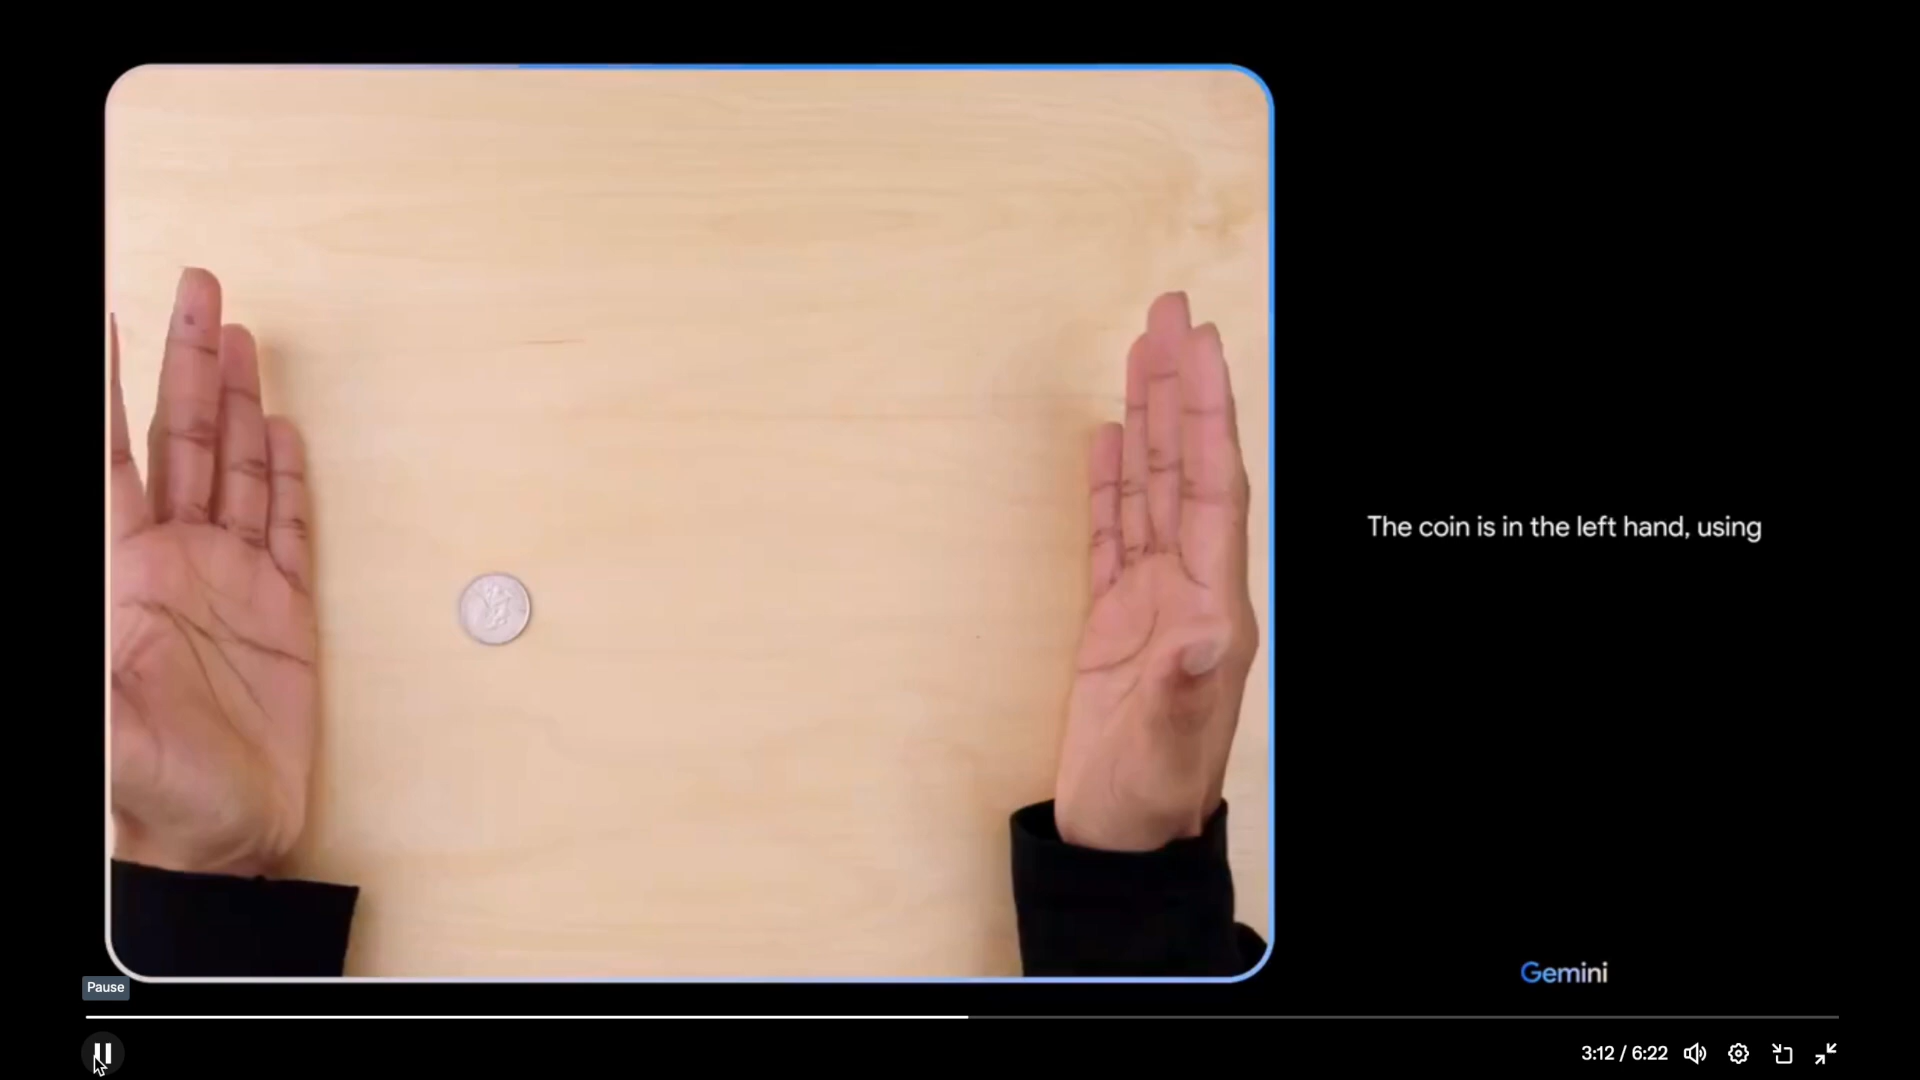 The coin is in the left hand, using
Gemini
Pause
3:12 / 6:22